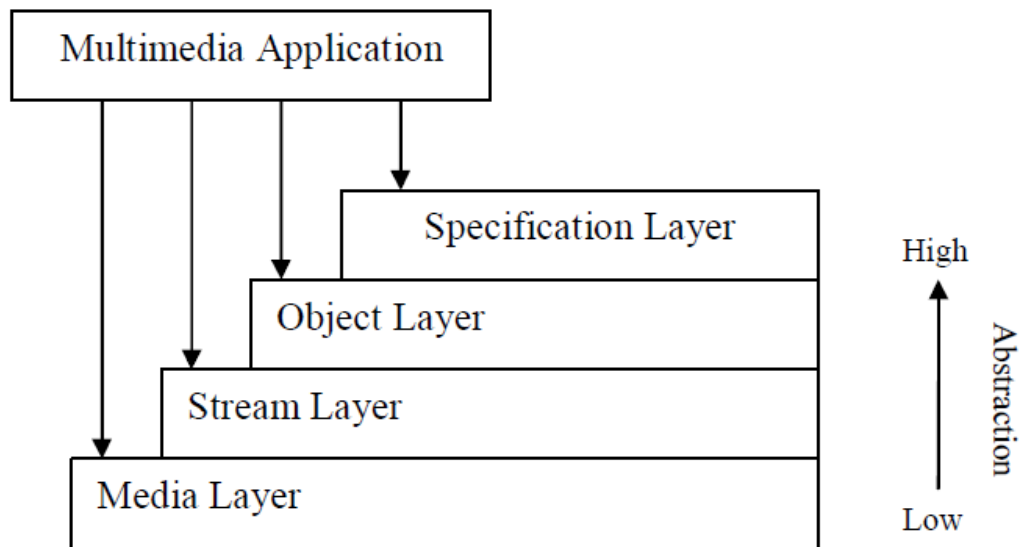 Multimedia Application
Specification Layer
High
Object Layer
Abstraction
Stream Layer
Media Layer
Low